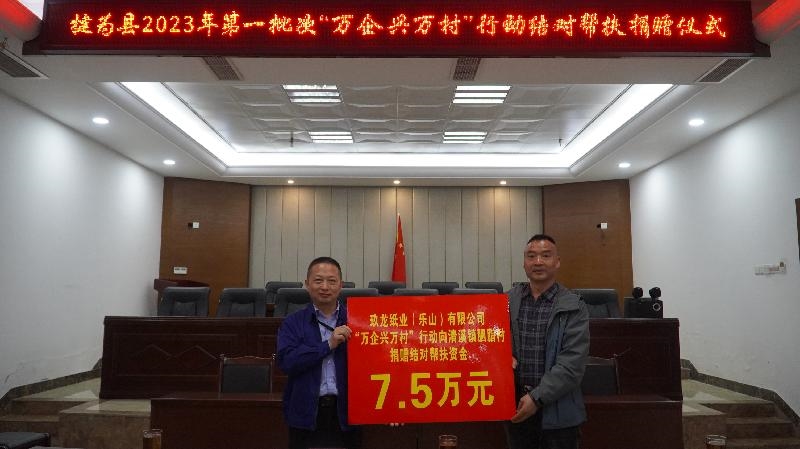 犍为县2023年第一批次“万企兴万村”行动结对帮扶捐赠仪式
玖龙纸业（乐山）有限公司
“万企兴万村”行动向清溪镇 村
捐赠结对帮扶资金
7.5万元